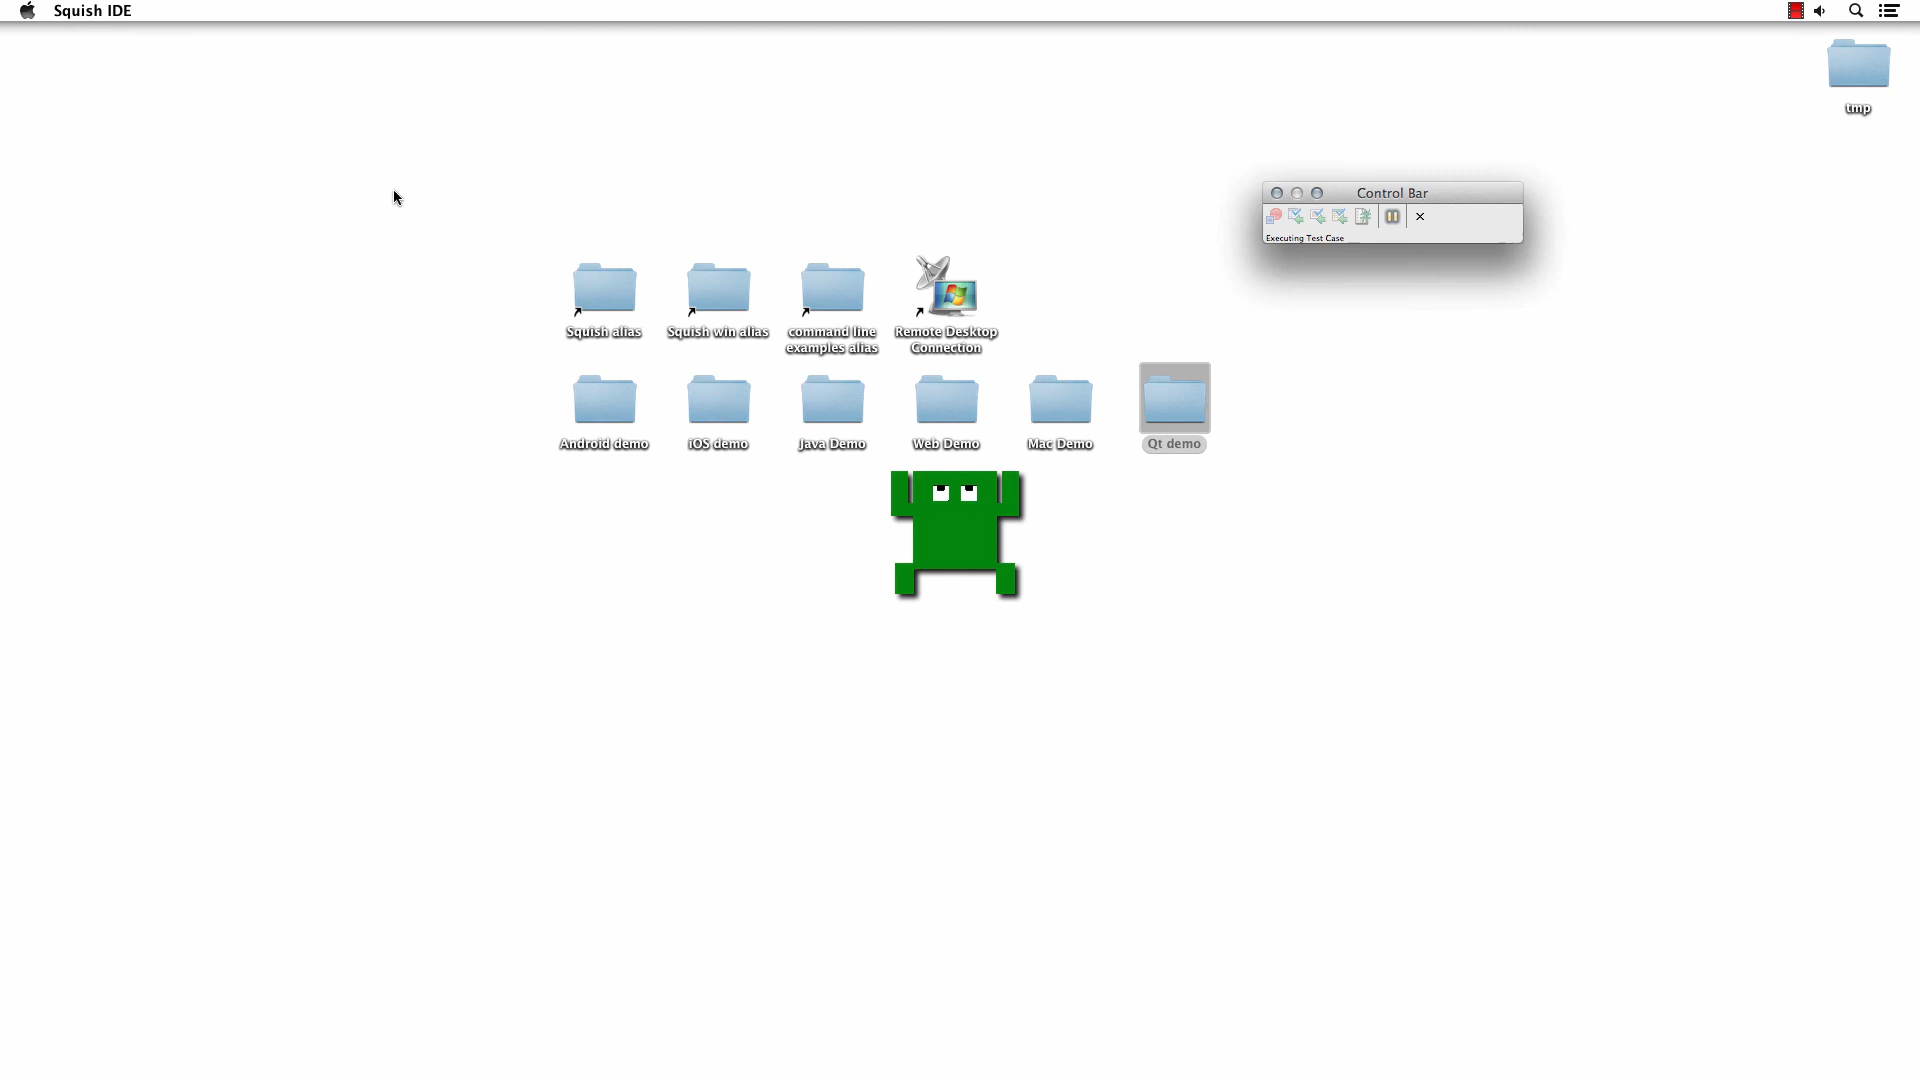 Squish IDE
tmp
Control Bar
Executing Test Case
Squish alias
Squish win alias
command line
examples alias
Remote Desktop
Connection
Android demo
iOS demo
Java Demo
Web Demo
Mac Demo
Qt demo